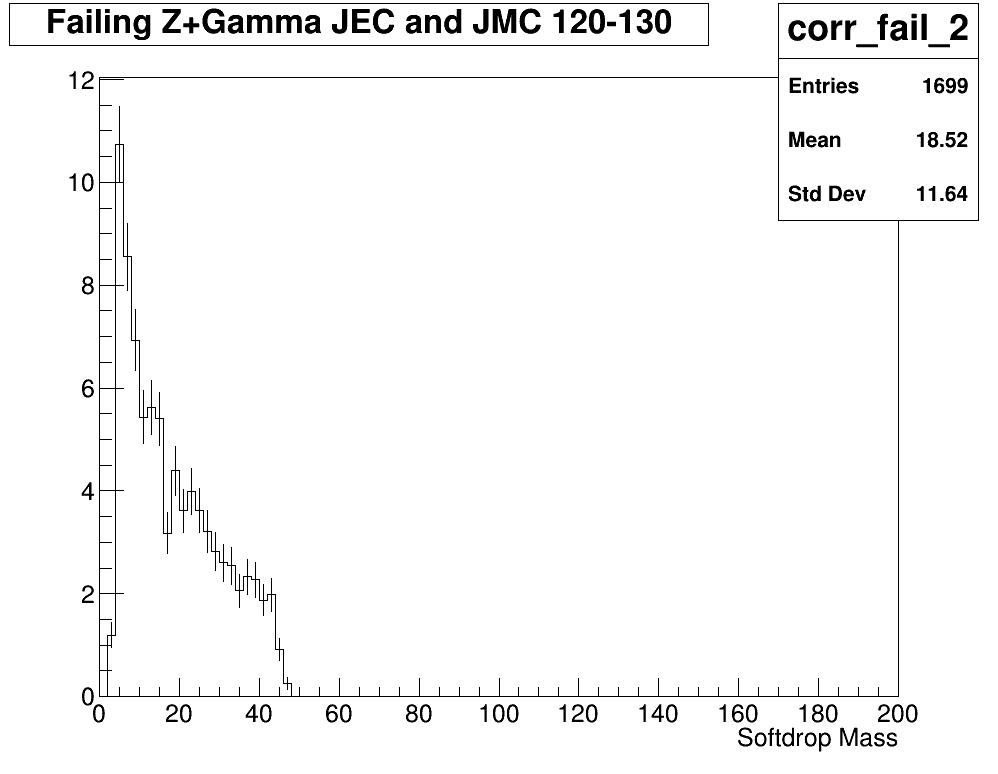 Failing Z+Gamma JEC and JMC 120-130
corr_fail_2
Entries 1699
Mean 18.52
Std Dev 11.64
12
10
8
6
4
2
0
0 20 40 60 80 100 120 140 160 180 200
Softdrop Mass